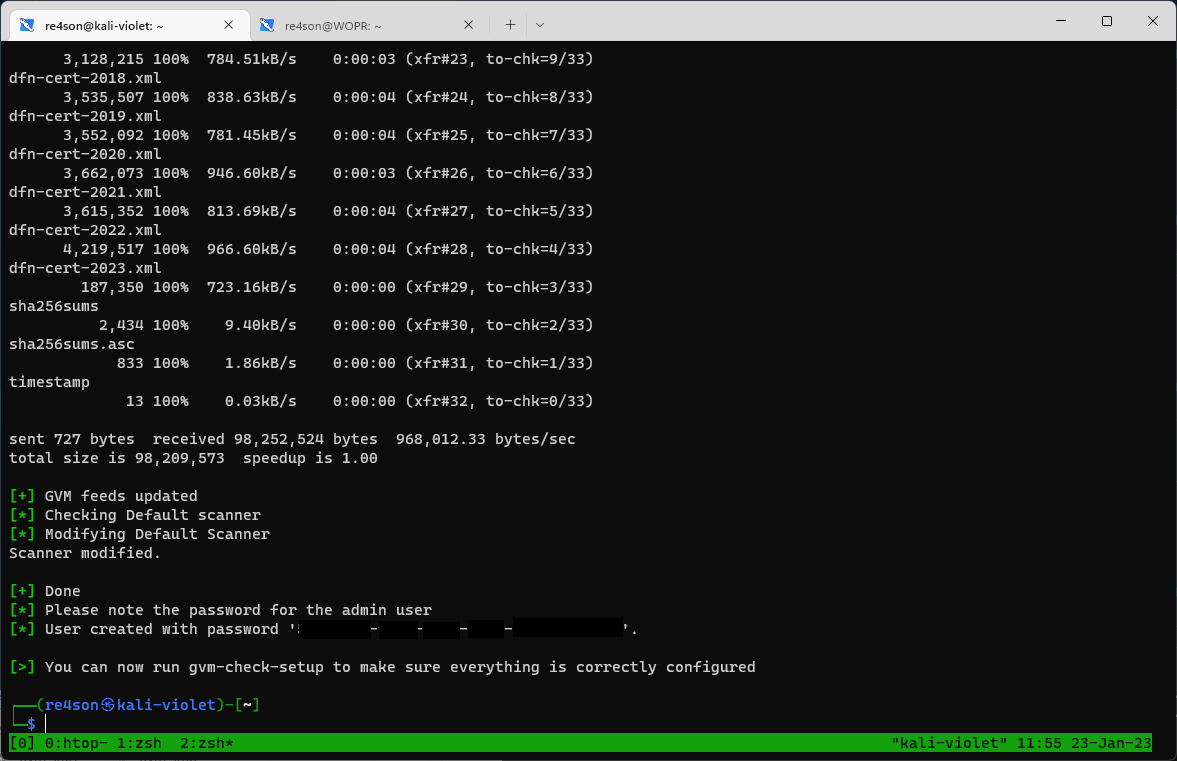 re4son@kali-violet: ~
re4son@WOPR: ~
3,128,215 100%  784.51kB/s    0:00:03 (xfr#23, to-chk=9/33)
dfn-cert-2018.xml
3,535,507 100%  838.63kB/s    0:00:04 (xfr#24, to-chk=8/33)
dfn-cert-2019.xml
3,552,092 100%  781.45kB/s    0:00:04 (xfr#25, to-chk=7/33)
dfn-cert-2020.xml
3,662,073 100%  946.60kB/s    0:00:03 (xfr#26, to-chk=6/33)
dfn-cert-2021.xml
3,615,352 100%  813.69kB/s    0:00:04 (xfr#27, to-chk=5/33)
dfn-cert-2022.xml
4,219,517 100%  966.60kB/s    0:00:04 (xfr#28, to-chk=4/33)
dfn-cert-2023.xml
187,350 100%  723.16kB/s    0:00:00 (xfr#29, to-chk=3/33)
sha256sums
2,434 100%    9.40kB/s    0:00:00 (xfr#30, to-chk=2/33)
sha256sums.asc
833 100%    1.86kB/s    0:00:00 (xfr#31, to-chk=1/33)
timestamp
13 100%    0.03kB/s    0:00:00 (xfr#32, to-chk=0/33)
sent 727 bytes  received 98,252,524 bytes  968,012.33 bytes/sec
total size is 98,209,573  speedup is 1.00
[+] GVM feeds updated
[*] Checking Default scanner
[*] Modifying Default Scanner
Scanner modified.
[+] Done
[*] Please note the password for the admin user
[*] User created with password '- - - -'.
[>] You can now run gvm-check-setup to make sure everything is correctly configured
┌──(re4son㉿kali-violet)-[~]
└─$
[0] 0:htop- 1:zsh  2:zsh* "kali-violet" 11:55 23-Jan-23